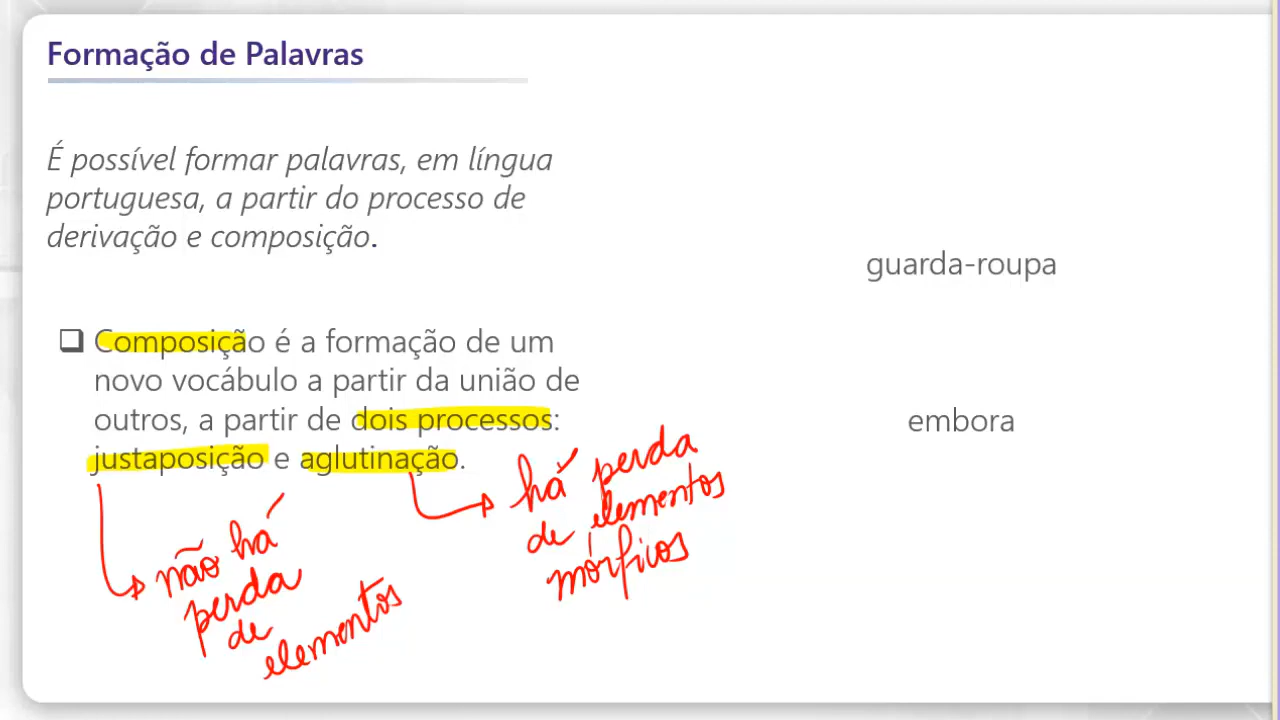 Formação de Palavras
É possível formar palavras, em língua
portuguesa, a partir do processo de
derivação e composição.
guarda-roupa
Composição é a formação de um
novo vocábulo a partir da união de
outros, a partir de dois processos:
justaposição e aglutinação.
embora
há perda
de elementos
mórficos
não há
perda
de
elementos